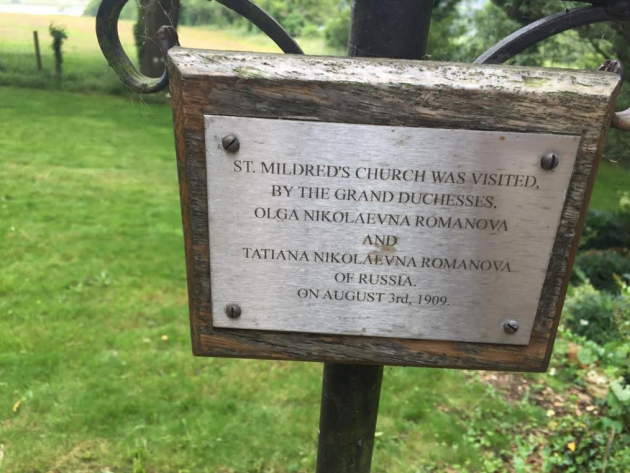 ST. MILDRED'S CHURCH WAS VISITED,
BY THE GRAND DUCHESSES,
OLGA NIKOLAEVNA ROMANOVA
AND
TATIANA NIKOLAEVNA ROMANOVA
OF RUSSIA.
ON AUGUST 3rd, 1909.